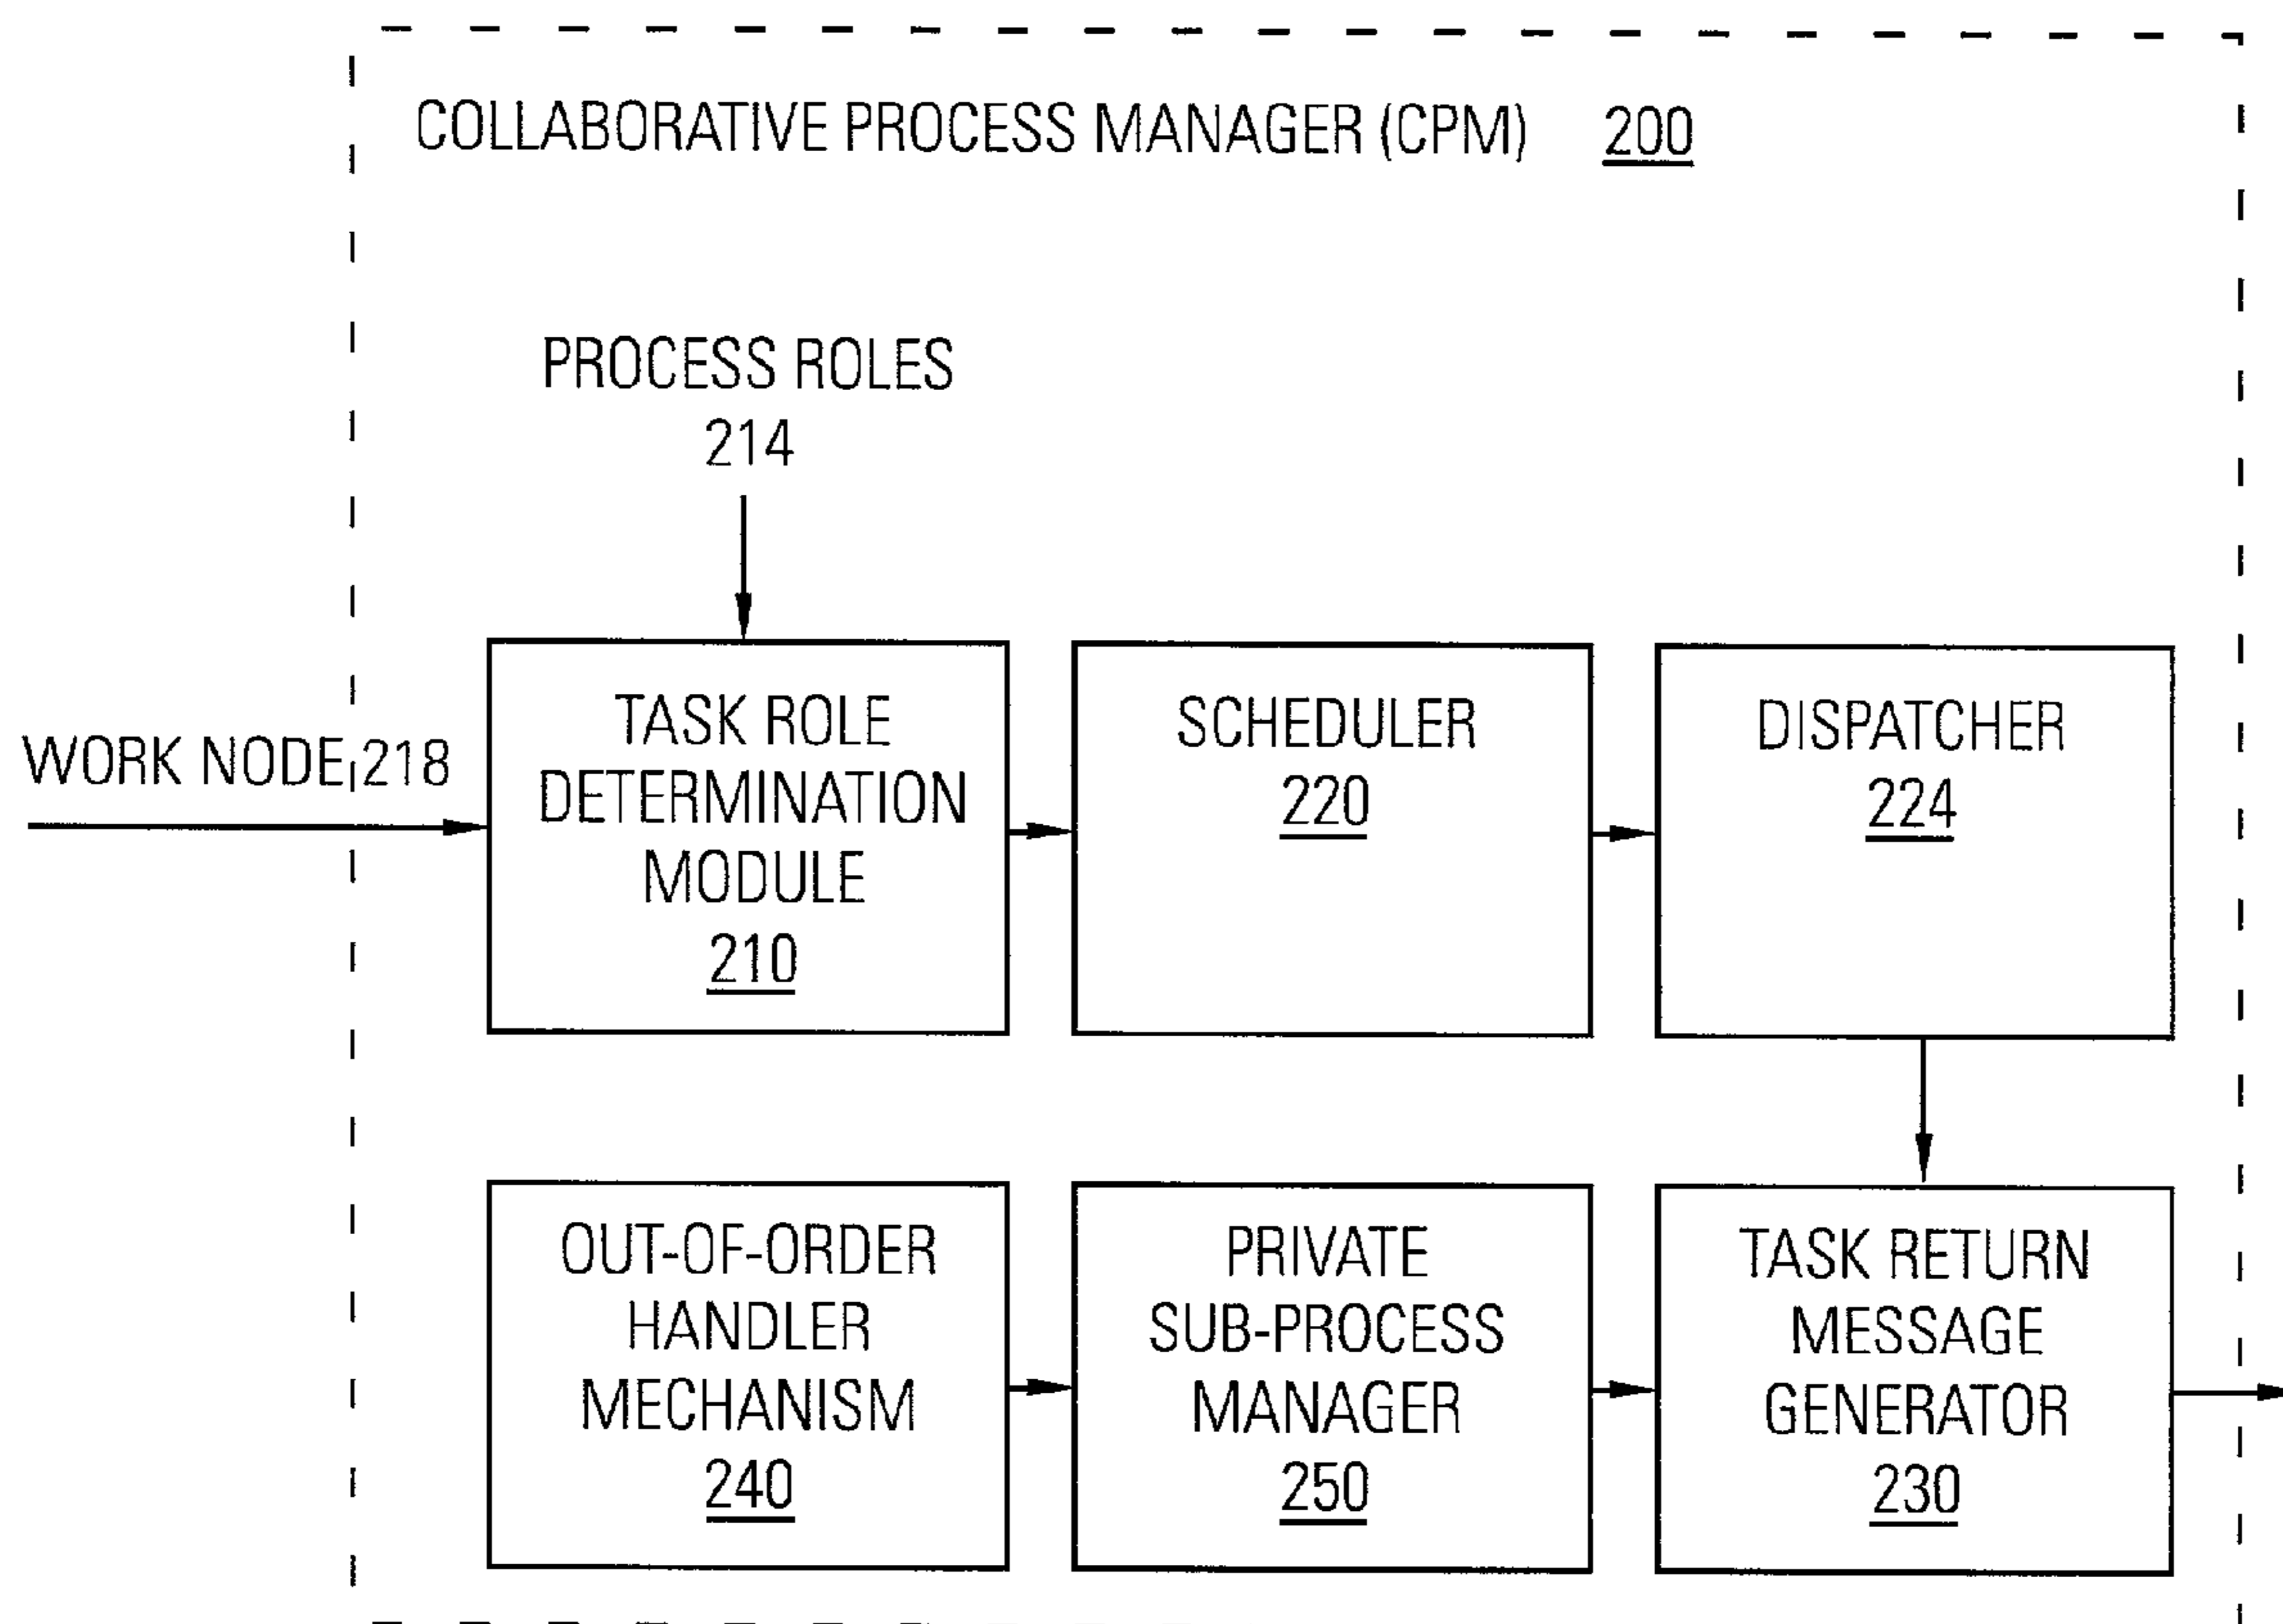 COLLABORATIVE PROCESS MANAGER (CPM) 200
PROCESS ROLES
214
WORK NODE 218
TASK ROLE
DETERMINATION
MODULE
210
SCHEDULER
220
DISPATCHER
224
OUT-OF-ORDER
HANDLER
MECHANISM
240
PRIVATE
SUB-PROCESS
MANAGER
250
TASK RETURN
MESSAGE
GENERATOR
230